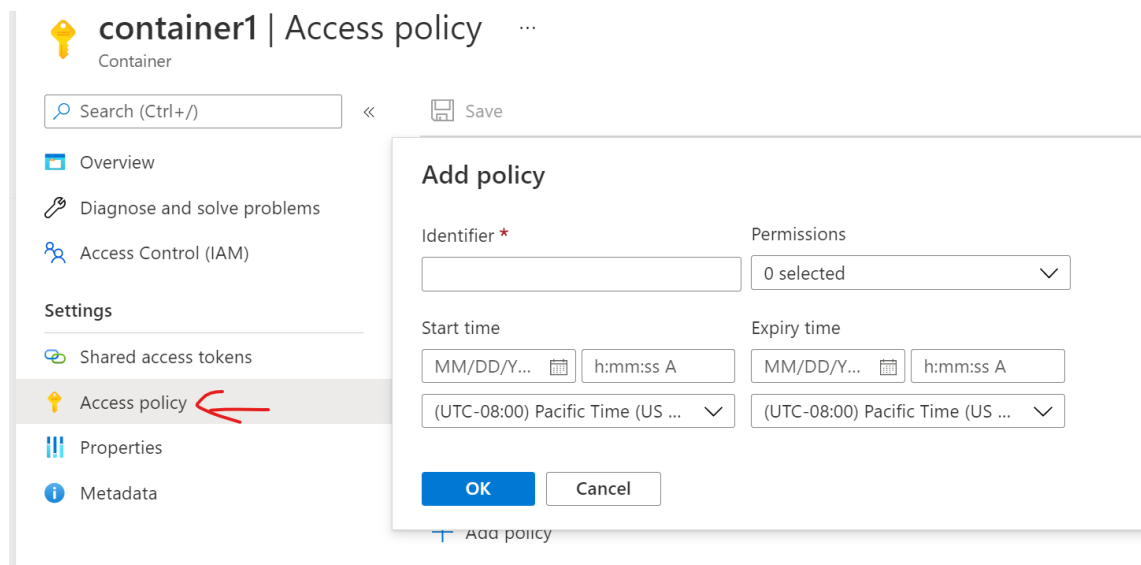 container1 | Access policy ...
Container
Search (Ctrl+/)
«
Save
Overview
Diagnose and solve problems
Access Control (IAM)
Settings
Shared access tokens
Access policy
Properties
Metadata
Add policy
Identifier *
Permissions
0 selected
Start time
Expiry time
MM/DD/Y... h:mm:ss A
MM/DD/Y... h:mm:ss A
(UTC-08:00) Pacific Time (US ...
(UTC-08:00) Pacific Time (US ...
OK
Cancel
+ Add policy